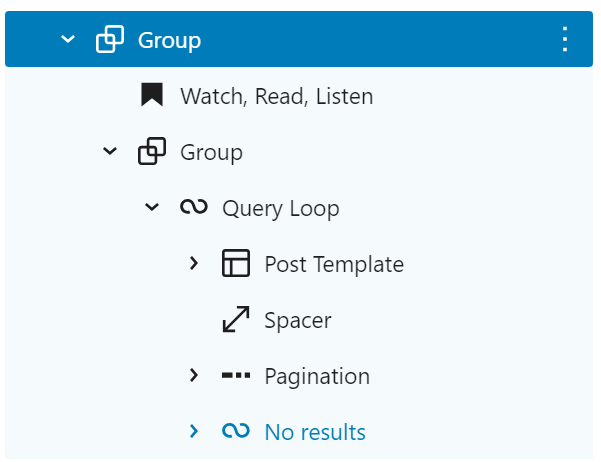 Group
Watch, Read, Listen
Group
Query Loop
Post Template
Spacer
Pagination
No results